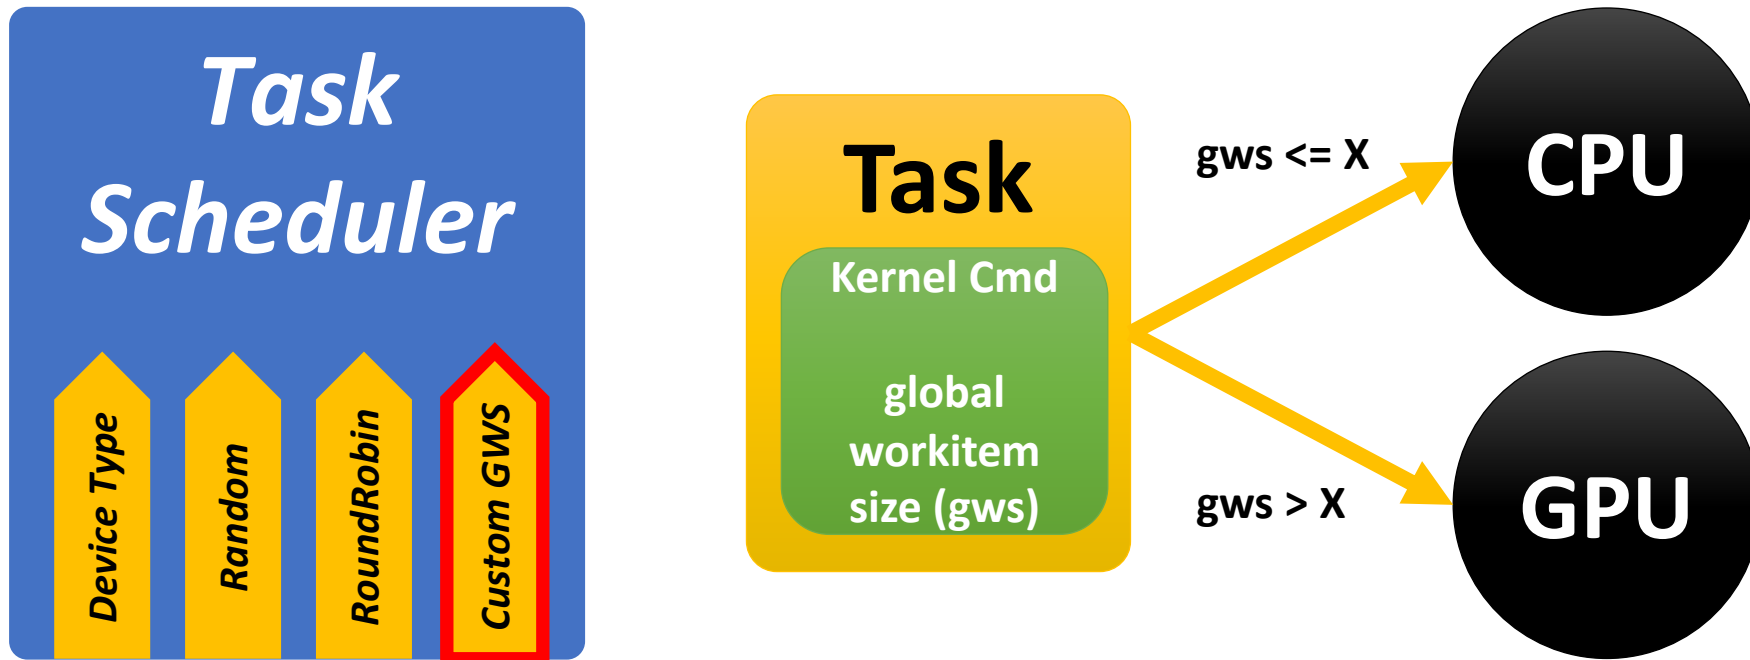 Task
Scheduler
Device Type
Random
RoundRobin
Custom GWS
Task
Kernel Cmd
global
workitem
size (gws)
gws <= X
gws > X
CPU
GPU